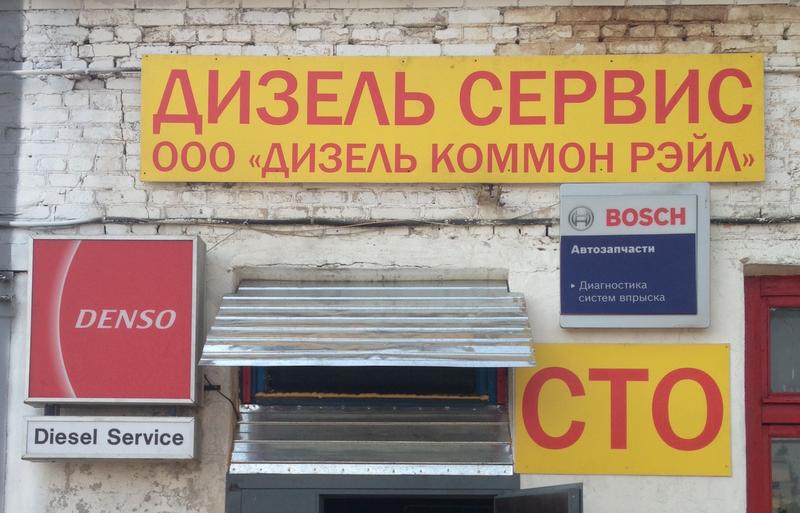 ДИЗЕЛЬ СЕРВИС
ООО «ДИЗЕЛЬ КОММОН РЭЙЛ»
BOSCH
Автозапчасти
Диагностика
систем впрыска
DENSO
Diesel Service
СТО